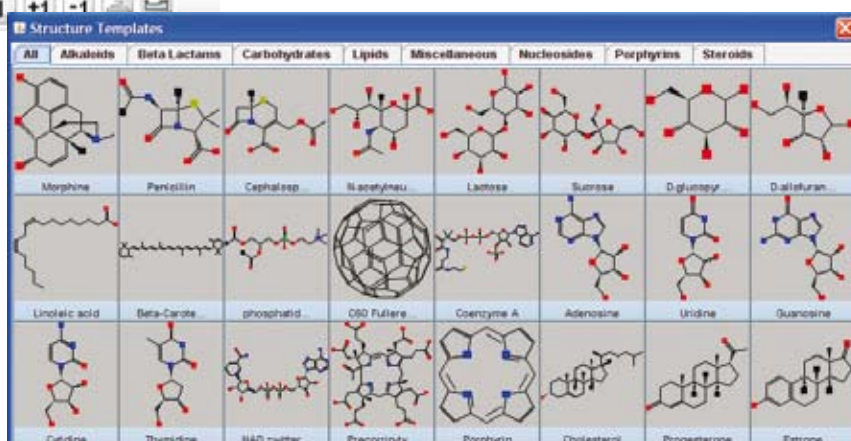 +1 -1
Structure Templates
All Alkaloids Beta Lactams Carbohydrates Lipids Miscellaneous Nucleosides Porphyrins Steroids
Morphine Penicillin Cephalosp... N-acetylneu... Lactose Sucrose D-glucopyr... D-allofuran...
Linoleic acid Beta-Carote... phosphatid... C60 Fullere... Coenzyme A Adenosine Uridine Guanosine
Cytidine Thymidine NAD zwitter... Precorrin... Porphyrin Cholesterol Progesterone Estrone